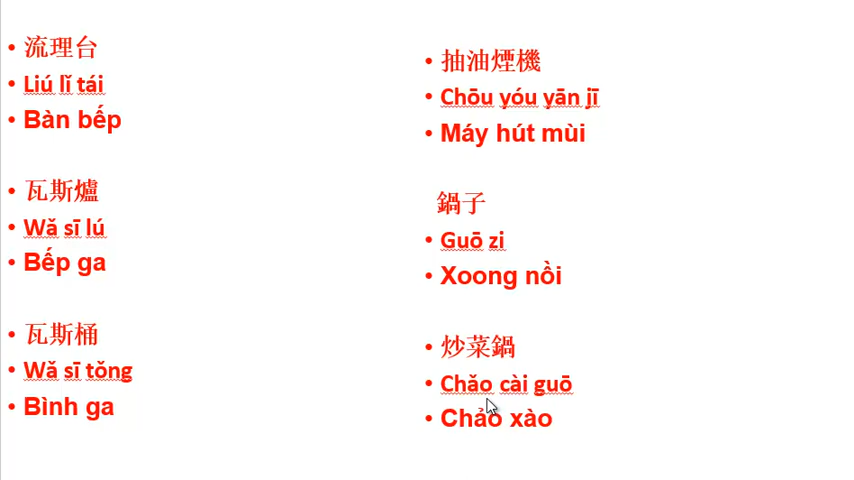 流理台
Liú lǐ tái
Bàn bếp
瓦斯爐
Wǎ sī lú
Bếp ga
瓦斯桶
Wǎ sī tǒng
Bình ga
抽油煙機
Chōu yóu yān jī
Máy hút mùi
鍋子
Guō zi
Xoong nồi
炒菜鍋
Chǎo cài guō
Chảo xào